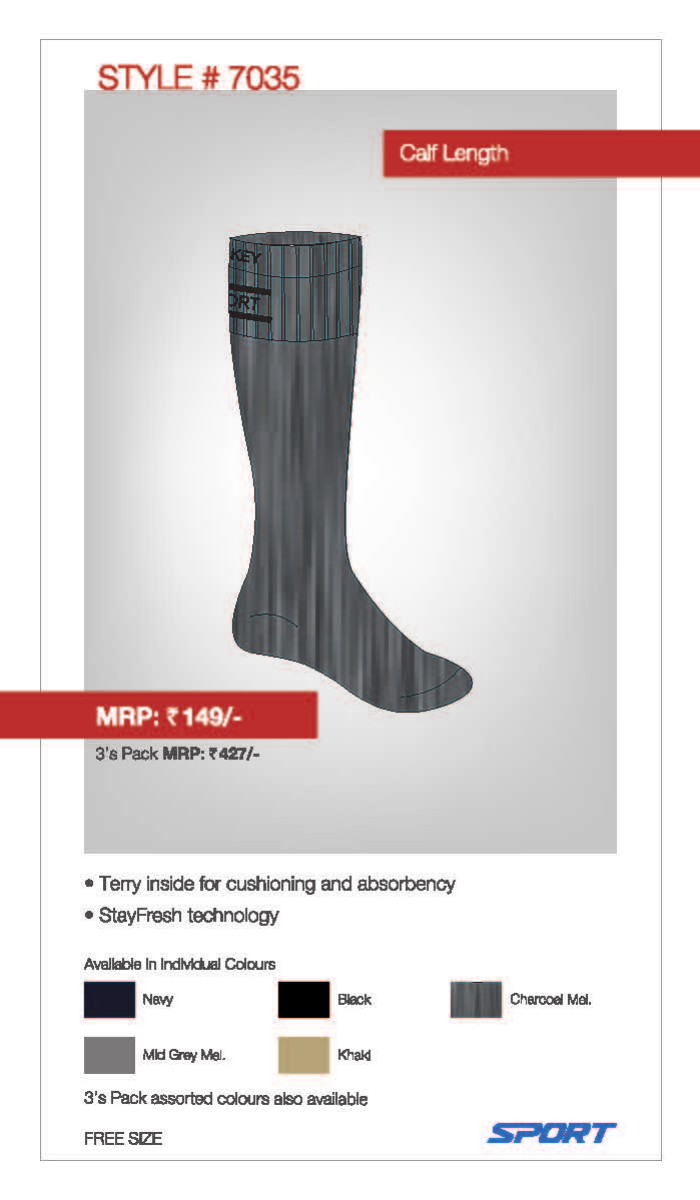 STYLE # 7035
Calf Length
KEY
ORT
MRP: ₹ 149/-
3's Pack MRP: ₹ 427/-
• Terry inside for cushioning and absorbency
• StayFresh technology
Available in Individual Colours
Navy
Black
Charcoal Mel.
Mid Grey Mel.
Khaki
3's Pack assorted colours also available
FREE SIZE
SPORT